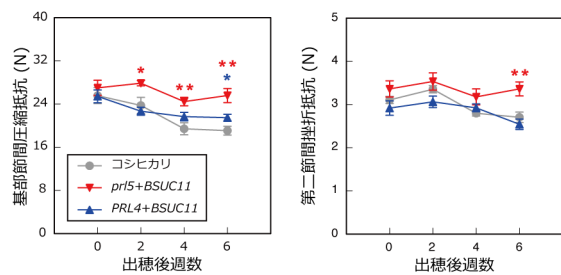 基部節間圧縮抵抗 (N)
40
32
24
16
8
0
*
**
**
*
コシヒカリ
prl5+BSUC11
PRL4+BSUC11
0 2 4 6
出穂後週数
第二節間挫折抵抗 (N)
5
4
3
2
1
0
**
0 2 4 6
出穂後週数